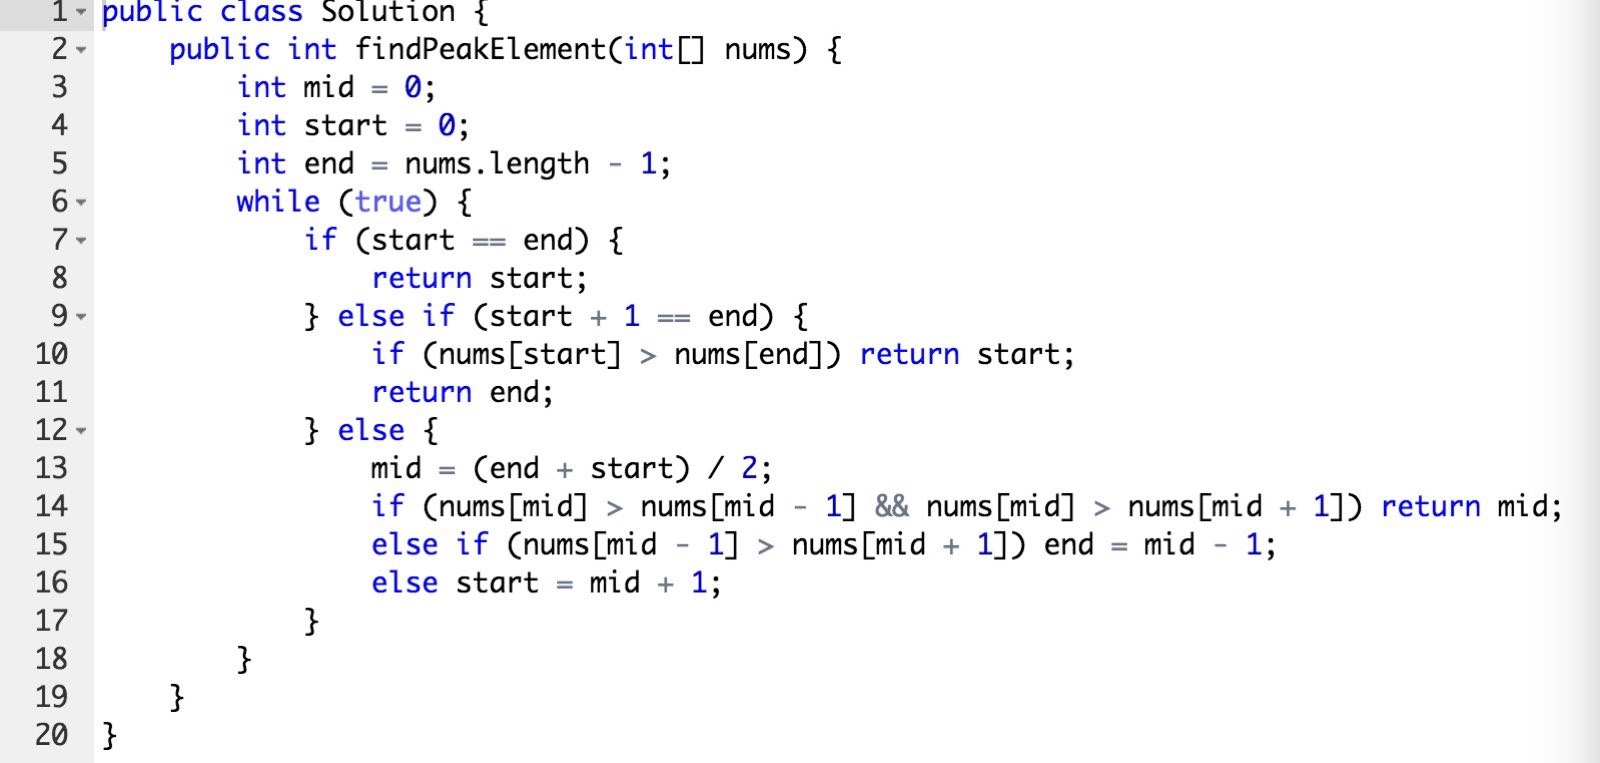 1 public class Solution {
2     public int findPeakElement(int[] nums) {
3         int mid = 0;
4         int start = 0;
5         int end = nums.length - 1;
6         while (true) {
7             if (start == end) {
8                 return start;
9             } else if (start + 1 == end) {
10                 if (nums[start] > nums[end]) return start;
11                 return end;
12             } else {
13                 mid = (end + start) / 2;
14                 if (nums[mid] > nums[mid - 1] && nums[mid] > nums[mid + 1]) return mid;
15                 else if (nums[mid - 1] > nums[mid + 1]) end = mid - 1;
16                 else start = mid + 1;
17             }
18         }
19     }
20 }